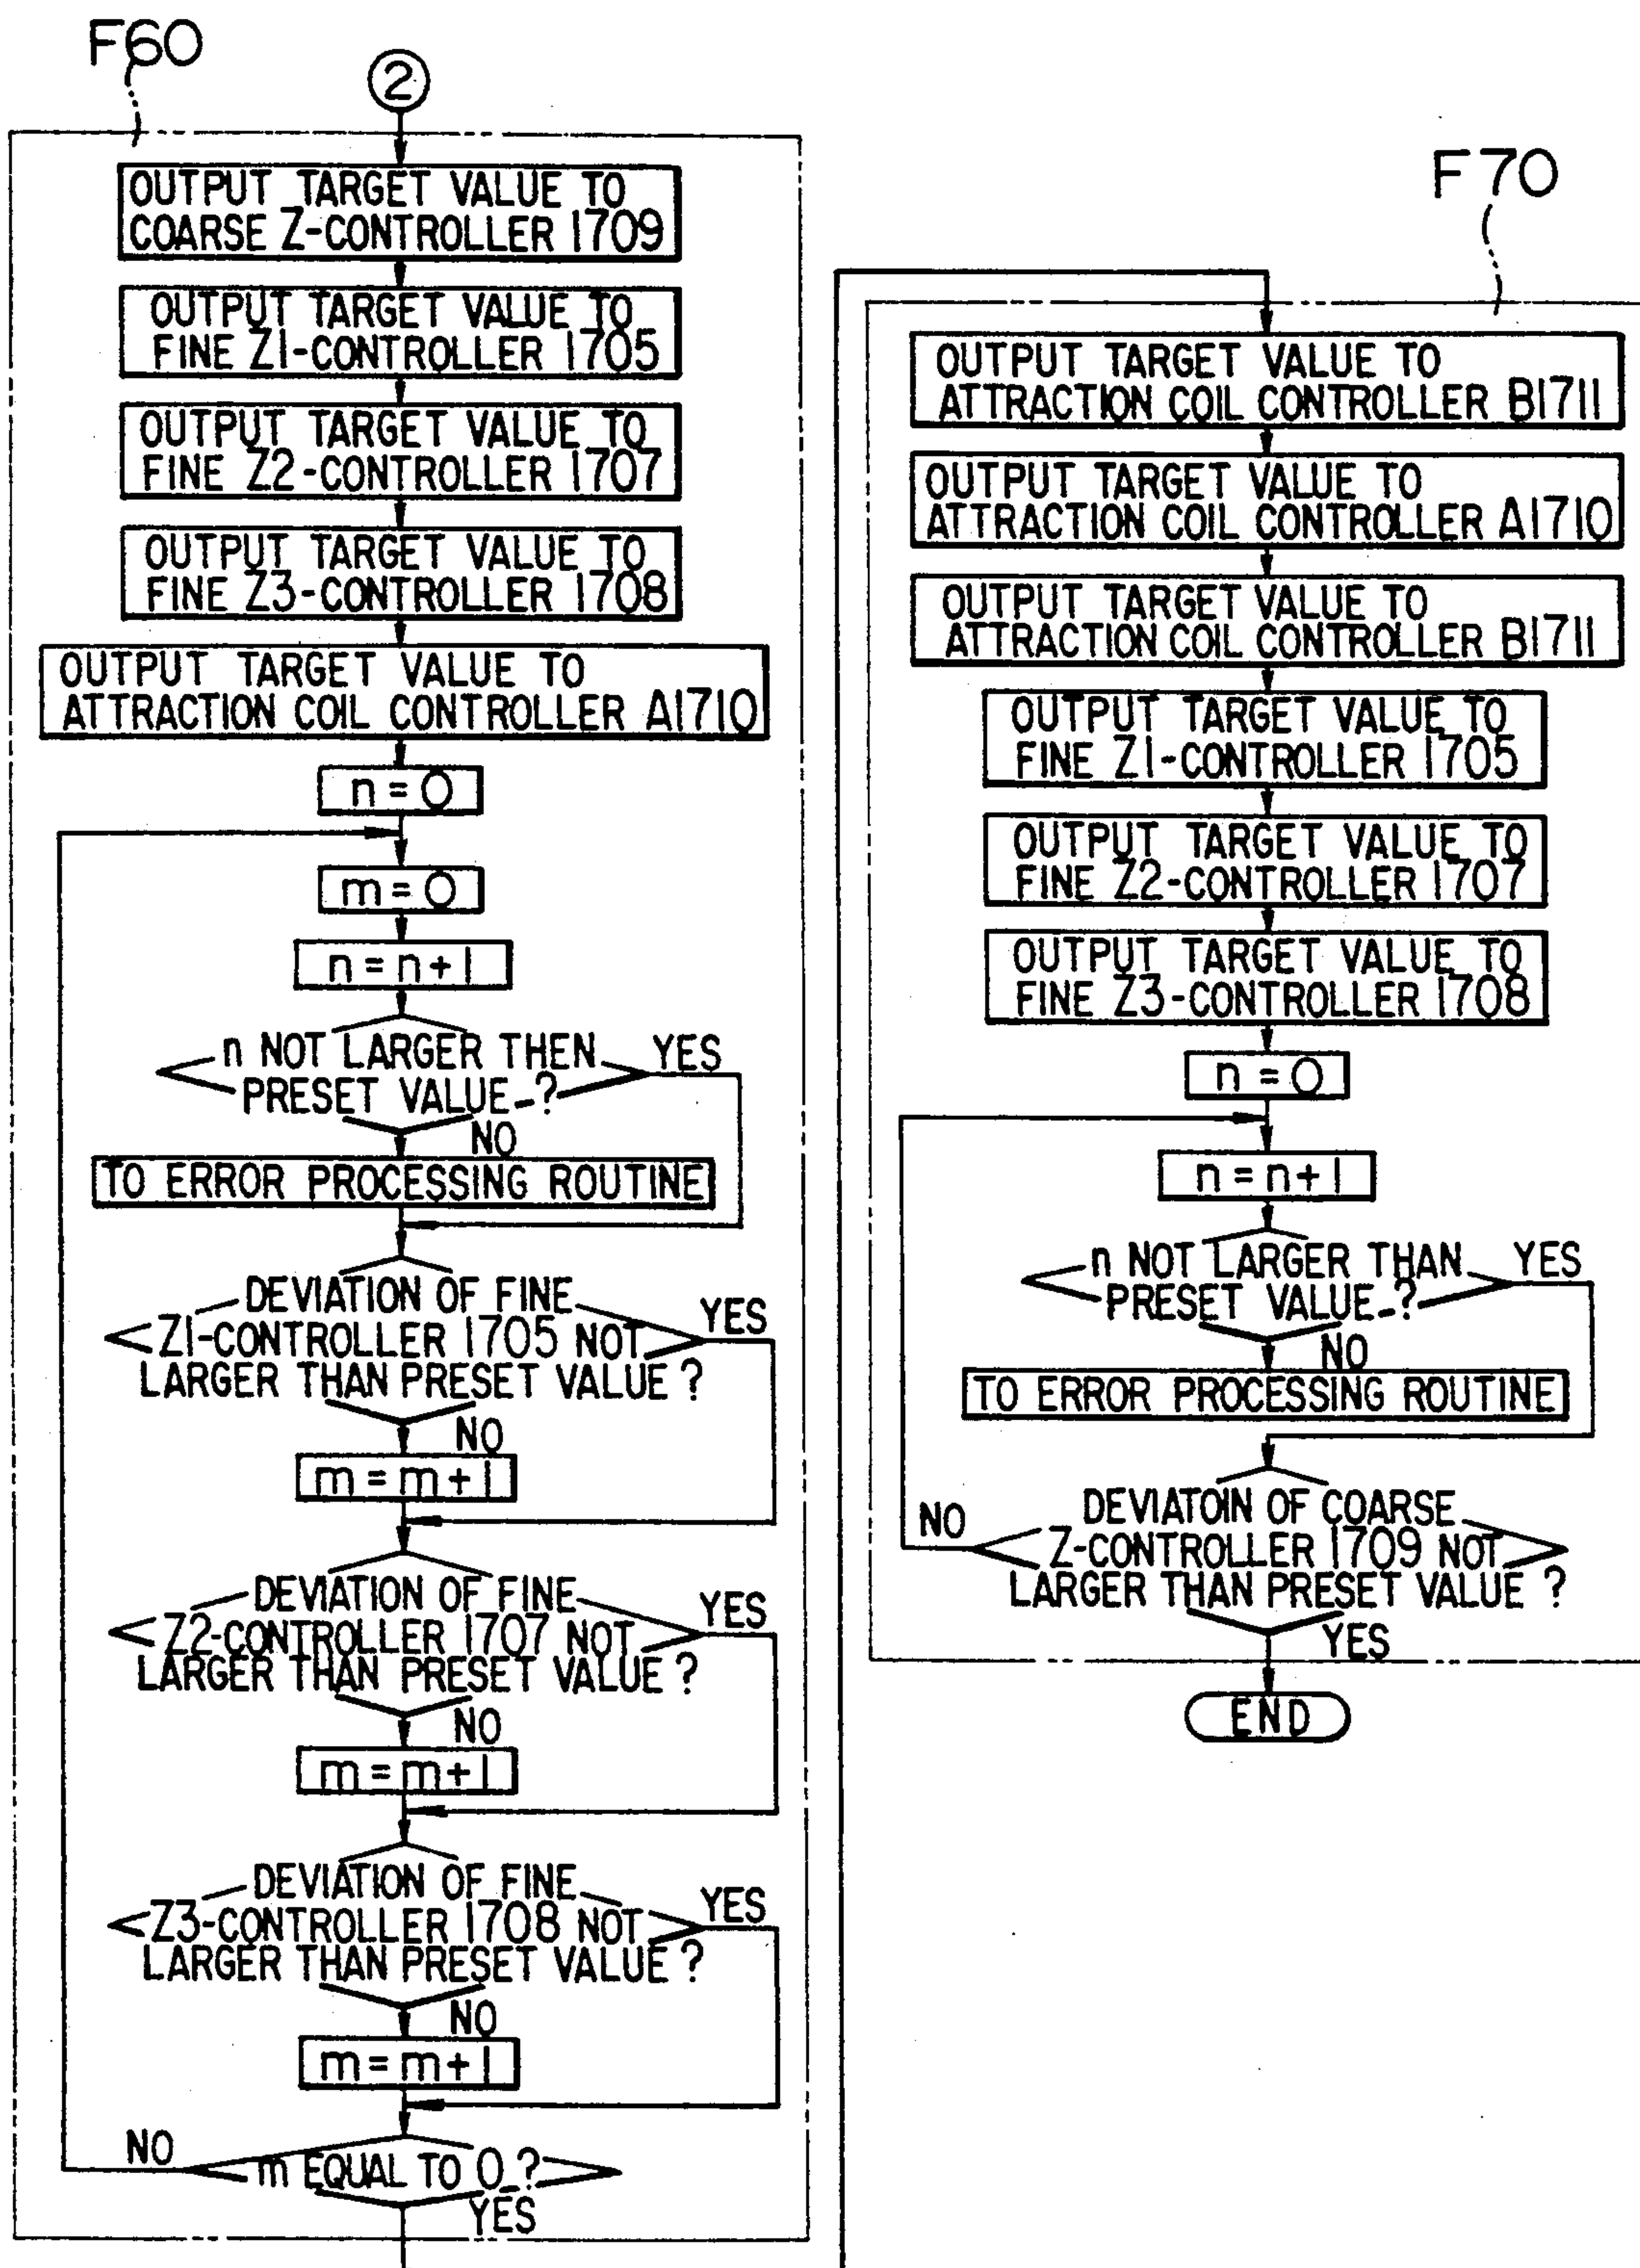 F60
2
OUTPUT TARGET VALUE TO
COARSE Z-CONTROLLER 1709
OUTPUT TARGET VALUE TO
FINE Z1-CONTROLLER 1705
OUTPUT TARGET VALUE TO
FINE Z2-CONTROLLER 1707
OUTPUT TARGET VALUE TO
FINE Z3-CONTROLLER 1708
OUTPUT TARGET VALUE TO
ATTRACTION COIL CONTROLLER A1710
n=0
m=0
n=n+1
n NOT LARGER THEN
PRESET VALUE ?
YES
NO
TO ERROR PROCESSING ROUTINE
DEVIATION OF FINE
Z1-CONTROLLER 1705 NOT
LARGER THAN PRESET VALUE ?
YES
NO
m=m+1
DEVIATION OF FINE
Z2-CONTROLLER 1707 NOT
LARGER THAN PRESET VALUE ?
YES
NO
m=m+1
DEVIATION OF FINE
Z3-CONTROLLER 1708 NOT
LARGER THAN PRESET VALUE ?
YES
NO
m=m+1
NO
m EQUAL TO 0 ?
YES
F70
OUTPUT TARGET VALUE TO
ATTRACTION COIL CONTROLLER B1711
OUTPUT TARGET VALUE TO
ATTRACTION COIL CONTROLLER A1710
OUTPUT TARGET VALUE TO
ATTRACTION COIL CONTROLLER B1711
OUTPUT TARGET VALUE TO
FINE Z1-CONTROLLER 1705
OUTPUT TARGET VALUE TO
FINE Z2-CONTROLLER 1707
OUTPUT TARGET VALUE TO
FINE Z3-CONTROLLER 1708
n=0
n=n+1
n NOT LARGER THAN
PRESET VALUE ?
YES
NO
TO ERROR PROCESSING ROUTINE
DEVIATOIN OF COARSE
Z-CONTROLLER 1709 NOT
LARGER THAN PRESET VALUE ?
NO
YES
END